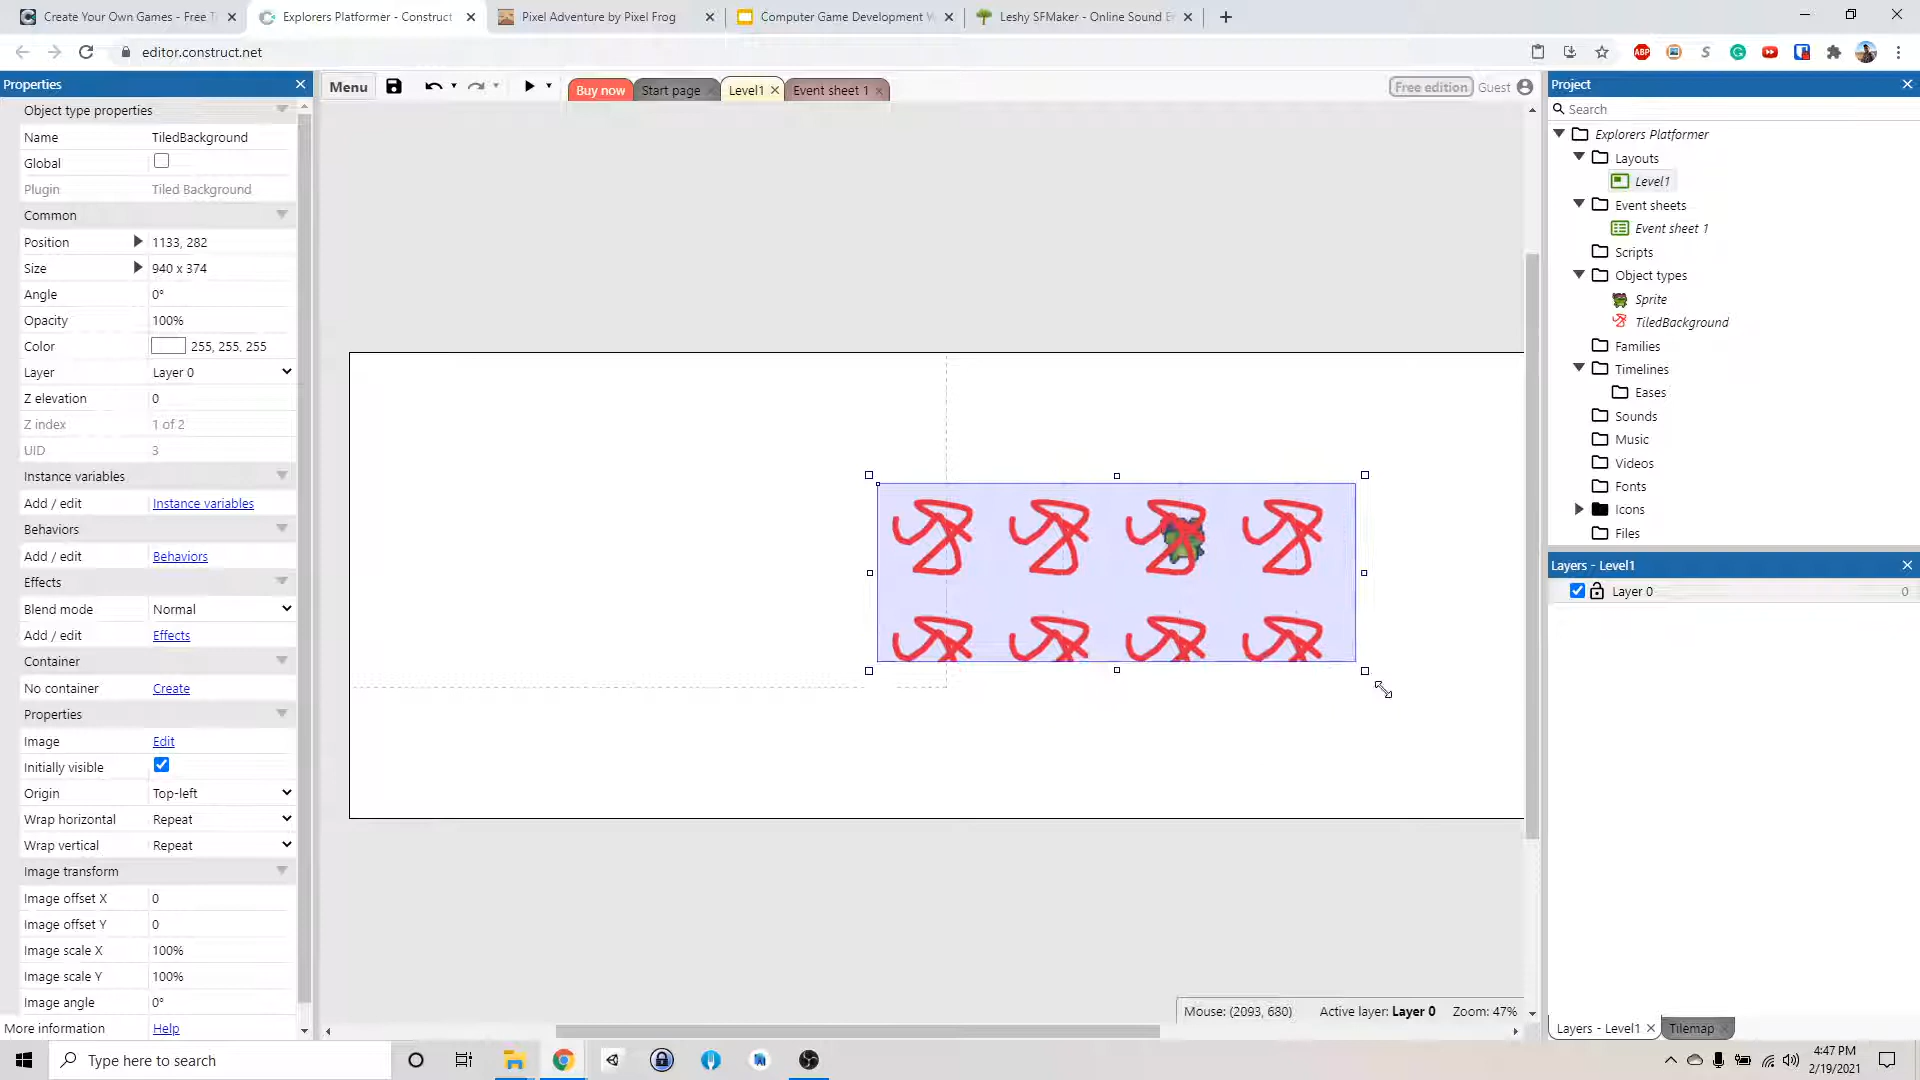 Create Your Own Games - Free T
Explorers Platformer - Construct
Pixel Adventure by Pixel Frog
Computer Game Development
Leshy SFMaker - Online Sound E
editor.construct.net
Properties
Menu
Buy now
Start page
Level1
Event sheet 1
Free edition
Guest
Project
Object type properties
Name TiledBackground
Global
Plugin Tiled Background
Common
Position 1133, 282
Size 940 x 374
Angle 0°
Opacity 100%
Color 255, 255, 255
Layer Layer 0
Z elevation 0
Z index 1 of 2
UID 3
Instance variables
Add / edit Instance variables
Behaviors
Add / edit Behaviors
Effects
Blend mode Normal
Add / edit Effects
Container
No container Create
Properties
Image Edit
Initially visible
Origin Top-left
Wrap horizontal Repeat
Wrap vertical Repeat
Image transform
Image offset X 0
Image offset Y 0
Image scale X 100%
Image scale Y 100%
Image angle 0°
More information Help
Search
Explorers Platformer
Layouts
Level1
Event sheets
Event sheet 1
Scripts
Object types
Sprite
TiledBackground
Families
Timelines
Eases
Sounds
Music
Videos
Fonts
Icons
Files
Layers - Level1
Layer 0 0
Mouse: (2093, 680) Active layer: Layer 0 Zoom: 47%
Layers - Level1
Tilemap
Type here to search
4:47 PM
2/19/2021